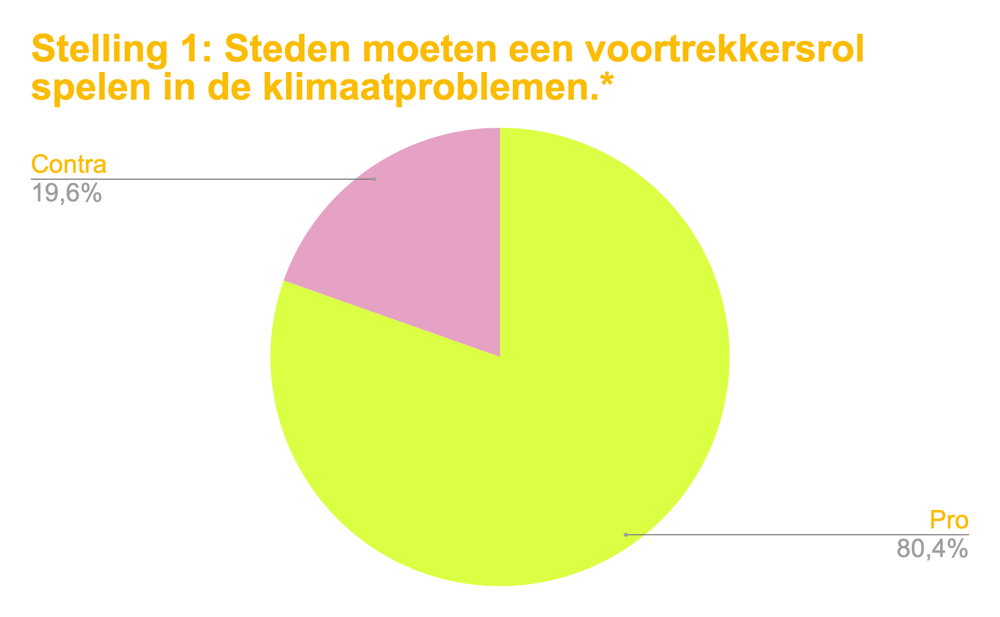 Stelling 1: Steden moeten een voortrekkersrol
spelen in de klimaatproblemen.*
Contra
19,6%
Pro
80,4%